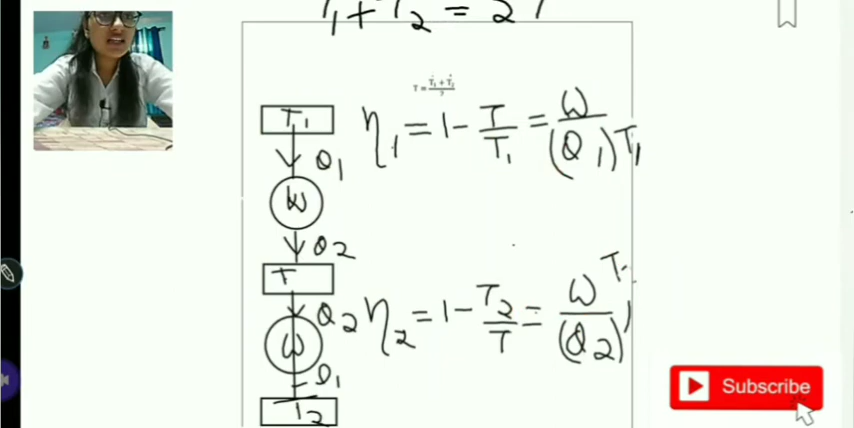 T₁ + T₂ = 2T
T = (T₁ + T₂)/2
T₁
η₁ = 1 - T/T₁ = W/(Q₁)T₁
Q₁
W
Q₂
T
Q₂
η₂ = 1 - T₂/T = W/(Q₂)
W
Q₁
T₂
Subscribe